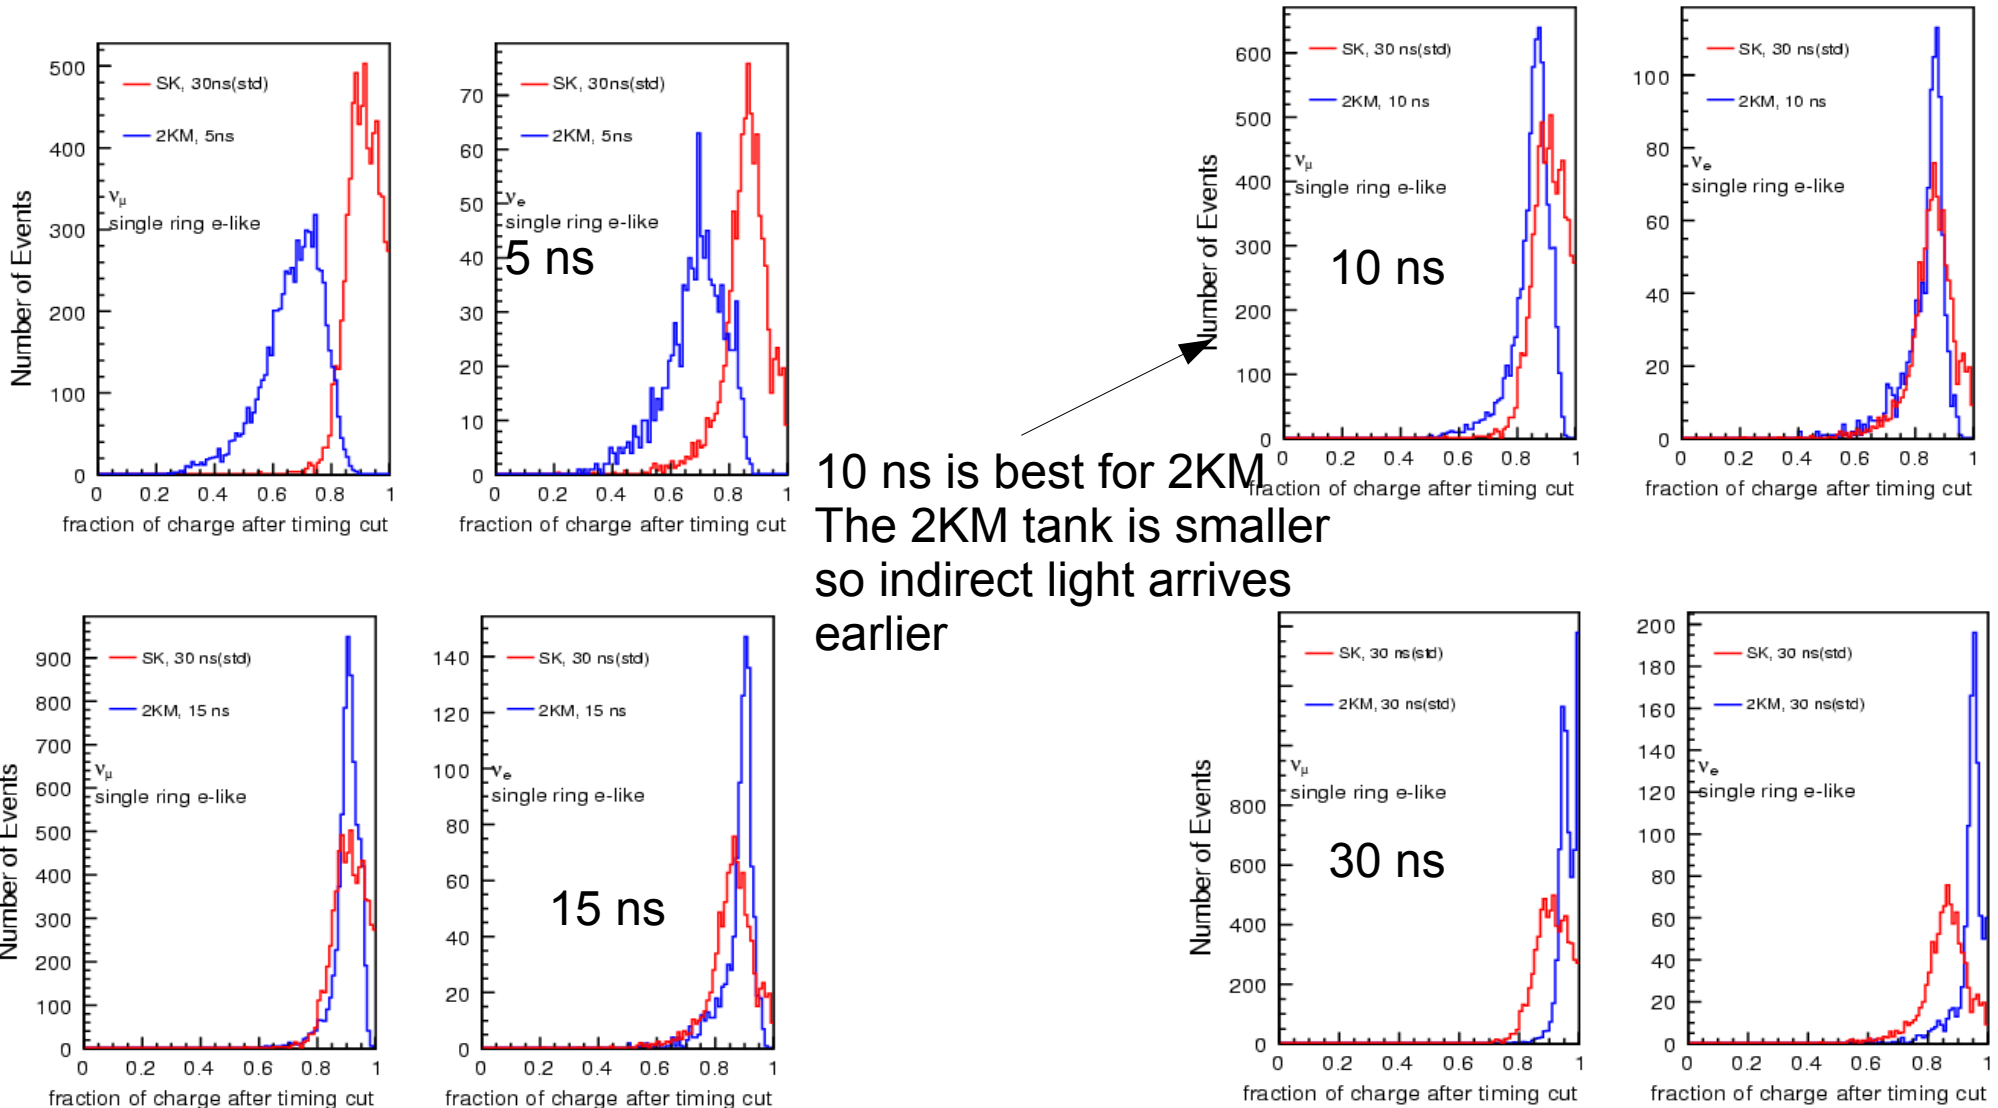 SK, 30ns(std)
2KM, 5ns
νμ
single ring e-like
500
400
300
200
100
0
Number of Events
0 0.2 0.4 0.6 0.8 1
fraction of charge after timing cut
SK, 30ns(std)
2KM, 5ns
νe
single ring e-like
5 ns
70
60
50
40
30
20
10
0
0 0.2 0.4 0.6 0.8 1
fraction of charge after timing cut
SK, 30 ns(std)
2KM, 10 ns
νμ
single ring e-like
10 ns
600
500
400
300
200
100
0
Number of Events
0 0.2 0.4 0.6 0.8 1
fraction of charge after timing cut
SK, 30 ns(std)
2KM, 10 ns
νe
single ring e-like
100
80
60
40
20
0
0 0.2 0.4 0.6 0.8 1
fraction of charge after timing cut
10 ns is best for 2KM
The 2KM tank is smaller
so indirect light arrives
earlier
SK, 30 ns(std)
2KM, 15 ns
νμ
single ring e-like
900
800
700
600
500
400
300
200
100
0
Number of Events
0 0.2 0.4 0.6 0.8 1
fraction of charge after timing cut
SK, 30 ns(std)
2KM, 15 ns
νe
single ring e-like
15 ns
140
120
100
80
60
40
20
0
0 0.2 0.4 0.6 0.8 1
fraction of charge after timing cut
SK, 30 ns(std)
2KM, 30 ns(std)
νμ
single ring e-like
30 ns
800
600
400
200
0
Number of Events
0 0.2 0.4 0.6 0.8 1
fraction of charge after timing cut
SK, 30 ns(std)
2KM, 30 ns(std)
νe
single ring e-like
200
180
160
140
120
100
80
60
40
20
0
0 0.2 0.4 0.6 0.8 1
fraction of charge after timing cut